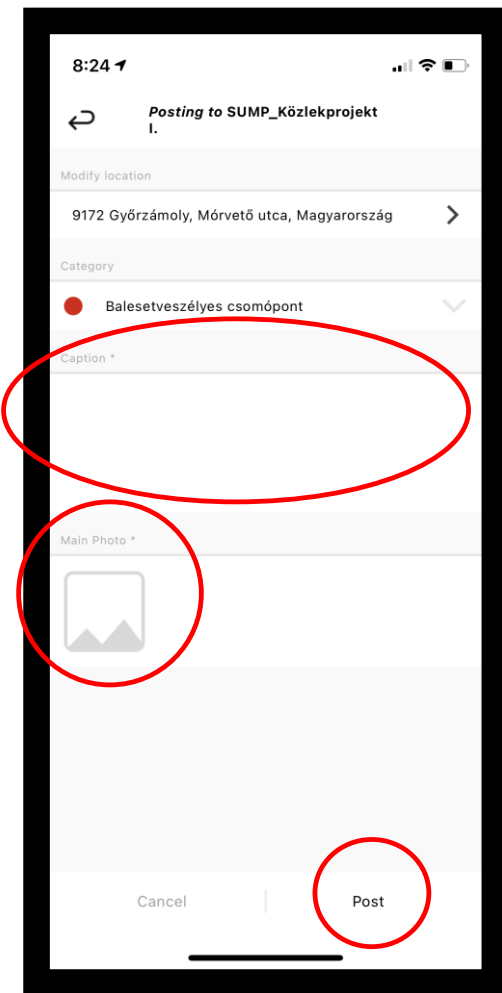 8:24
Posting to SUMP_Közlekprojekt
I.
Modify location
9172 Győrzámoly, Mórvető utca, Magyarország
Category
Balesetveszélyes csomópont
Caption *
Main Photo *
Cancel
Post